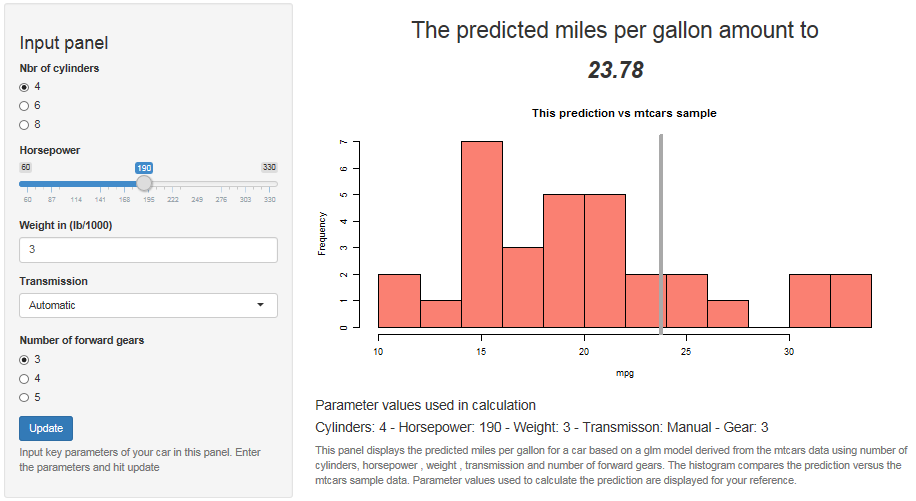 Input panel
Nbr of cylinders
4
6
8
Horsepower
60 190 330
60 87 114 141 168 195 222 249 276 303 330
Weight in (lb/1000)
3
Transmission
Automatic
Number of forward gears
3
4
5
Update
Input key parameters of your car in this panel. Enter
the parameters and hit update
The predicted miles per gallon amount to
23.78
This prediction vs mtcars sample
Frequency
7
6
5
4
3
2
1
0
10 15 20 25 30
mpg
Parameter values used in calculation
Cylinders: 4 - Horsepower: 190 - Weight: 3 - Transmisson: Manual - Gear: 3
This panel displays the predicted miles per gallon for a car based on a glm model derived from the mtcars data using number of
cylinders, horsepower , weight , transmission and number of forward gears. The histogram compares the prediction versus the
mtcars sample data. Parameter values used to calculate the prediction are displayed for your reference.